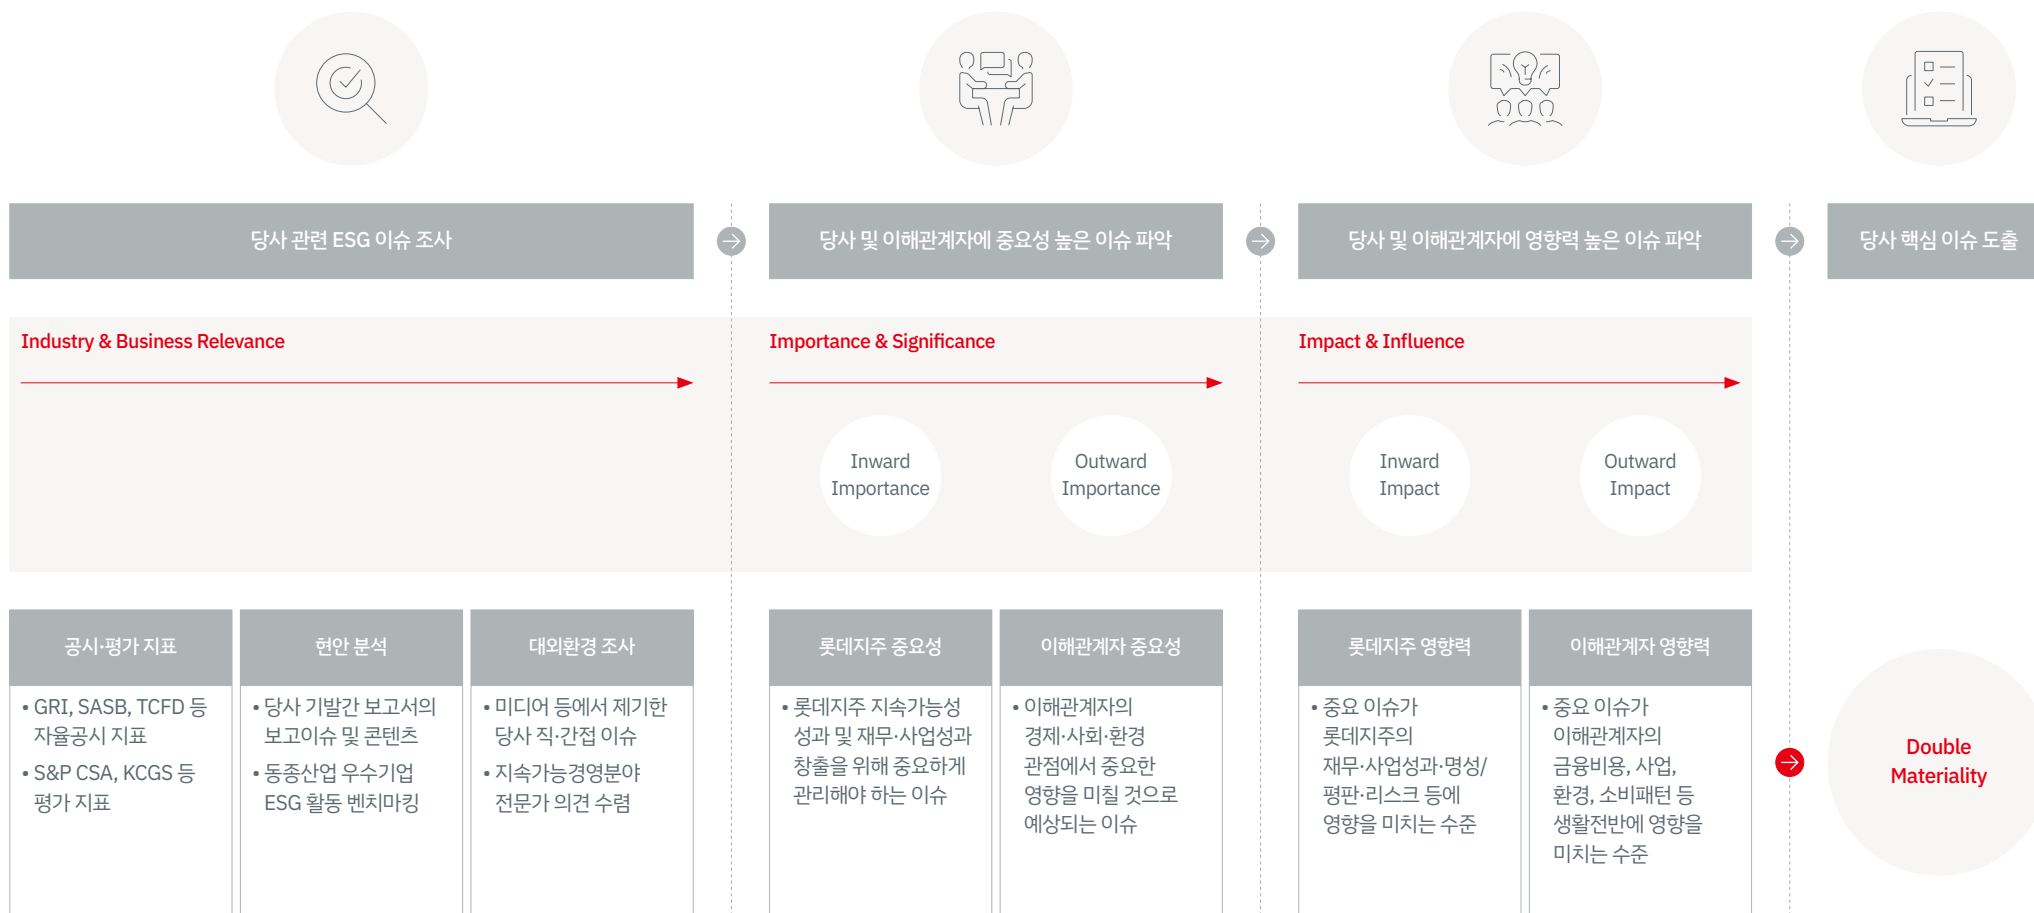 당사 관련 ESG 이슈 조사
당사 및 이해관계자에 중요성 높은 이슈 파악
당사 및 이해관계자에 영향력 높은 이슈 파악
당사 핵심 이슈 도출
Industry & Business Relevance
Importance & Significance
Impact & Influence
Inward
Importance
Outward
Importance
Inward
Impact
Outward
Impact
공시·평가 지표
• GRI, SASB, TCFD 등
자율공시 지표
• S&P CSA, KCGS 등
평가 지표
현안 분석
• 당사 기발간 보고서의
보고이슈 및 콘텐츠
• 동종산업 우수기업
ESG 활동 벤치마킹
대외환경 조사
• 미디어 등에서 제기한
당사 직·간접 이슈
• 지속가능경영분야
전문가 의견 수렴
롯데지주 중요성
• 롯데지주 지속가능성
성과 및 재무·사업성과
창출을 위해 중요하게
관리해야 하는 이슈
이해관계자 중요성
• 이해관계자의
경제·사회·환경
관점에서 중요한
영향을 미칠 것으로
예상되는 이슈
롯데지주 영향력
• 중요 이슈가
롯데지주의
재무·사업성과·명성/
평판·리스크 등에
영향을 미치는 수준
이해관계자 영향력
• 중요 이슈가
이해관계자의
금융비용, 사업,
환경, 소비패턴 등
생활전반에 영향을
미치는 수준
Double
Materiality